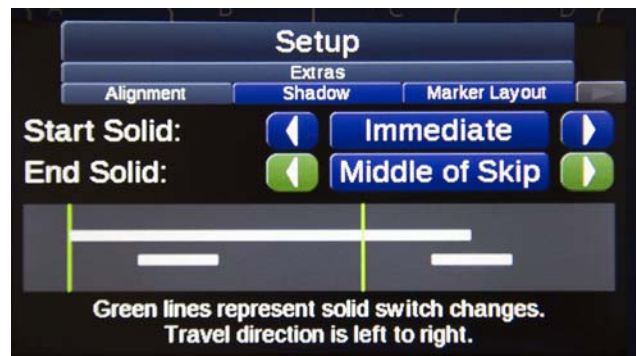 Setup
Extras
Alignment Shadow Marker Layout
Start Solid: Immediate
End Solid: Middle of Skip
Green lines represent solid switch changes.
Travel direction is left to right.